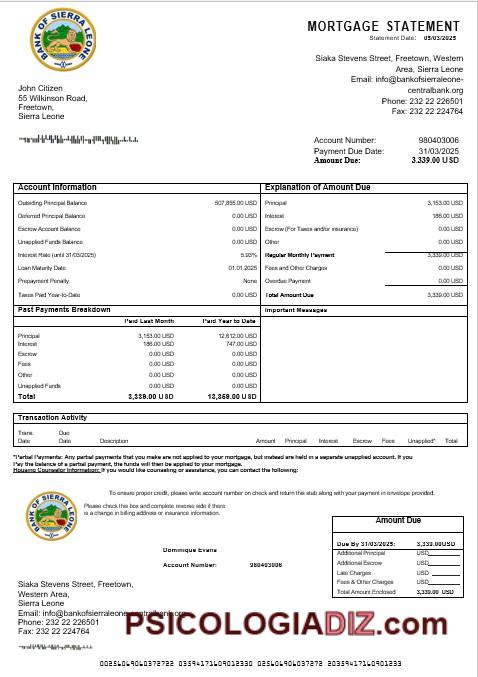 BANK OF SIERRA LEONE
MORTGAGE STATEMENT
Statement Date: 05/03/2025
Siaka Stevens Street, Freetown, Western
Area, Sierra Leone
Email: info@bankofsierraleone-
centralbank.org
Phone: 232 22 226501
Fax: 232 22 224764
John Citizen
55 Wilkinson Road,
Freetown,
Sierra Leone
Account Number: 980403006
Payment Due Date: 31/03/2025
Amount Due: 3.339.00 USD
Account Information
Outsiding Principal Balance 507,855.00 USD
Deferred Principal Balance 0.00 USD
Escrow Account Balance 0.00 USD
Unapplied Funds Balance 0.00 USD
Interest Rate (until 31/03/2025) 5.93%
Loan Maturity Date 01.01.2025
Prepayment Penalty None
Taxes Paid Year-to-Date 0.00 USD
Explanation of Amount Due
Principal 3,153.00 USD
Interest 186.00 USD
Escrow (For Taxes and/or insurance) 0.00 USD
Other 0.00 USD
Regular Monthly Payment 3,339.00 USD
Fees and Other Charges 0.00 USD
Overdue Payment 0.00 USD
Total Amount Due 3,339.00 USD
Past Payments Breakdown
Paid Last Month Paid Year to Date
Principal 3,153.00 USD 12,612.00 USD
Interest 186.00 USD 747.00 USD
Escrow 0.00 USD 0.00 USD
Fees 0.00 USD 0.00 USD
Other 0.00 USD 0.00 USD
Unapplied Funds 0.00 USD 0.00 USD
Total 3,339.00 USD 13,359.00 USD
Important Messages
Transaction Activity
Trans. Date Due Date Description Amount Principal Interest Escrow Fees Unapplied* Total
*Partial Payments: Any partial payments that you make are not applied to your mortgage, but instead are held in a separate unapplied account. If you
Pay the balance of a partial payment, the funds will then be applied to your mortgage.
Housing Counselor Information: If you would like counseling or assistance, you can contact the following:
BANK OF SIERRA LEONE
To ensure proper credit, please write account number on check and return this stub along with your payment in envelope provided.
Please check this box and complete reverse side if there
is a change in billing address or insurance information.
Dominique Evans
Account Number: 980403006
Amount Due
Due By 31/03/2025: 3,339.00USD
Additional Principal USD
Additional Escrow USD
Late Charges USD
Fees & Other Charges USD
Total Amount Enclosed 3,339.00 USD
Siaka Stevens Street, Freetown,
Western Area,
Sierra Leone
Email: info@bankofsierraleone-centralbank.org
Phone: 232 22 226501
Fax: 232 22 224764
PSICOLOGIADIZ.com